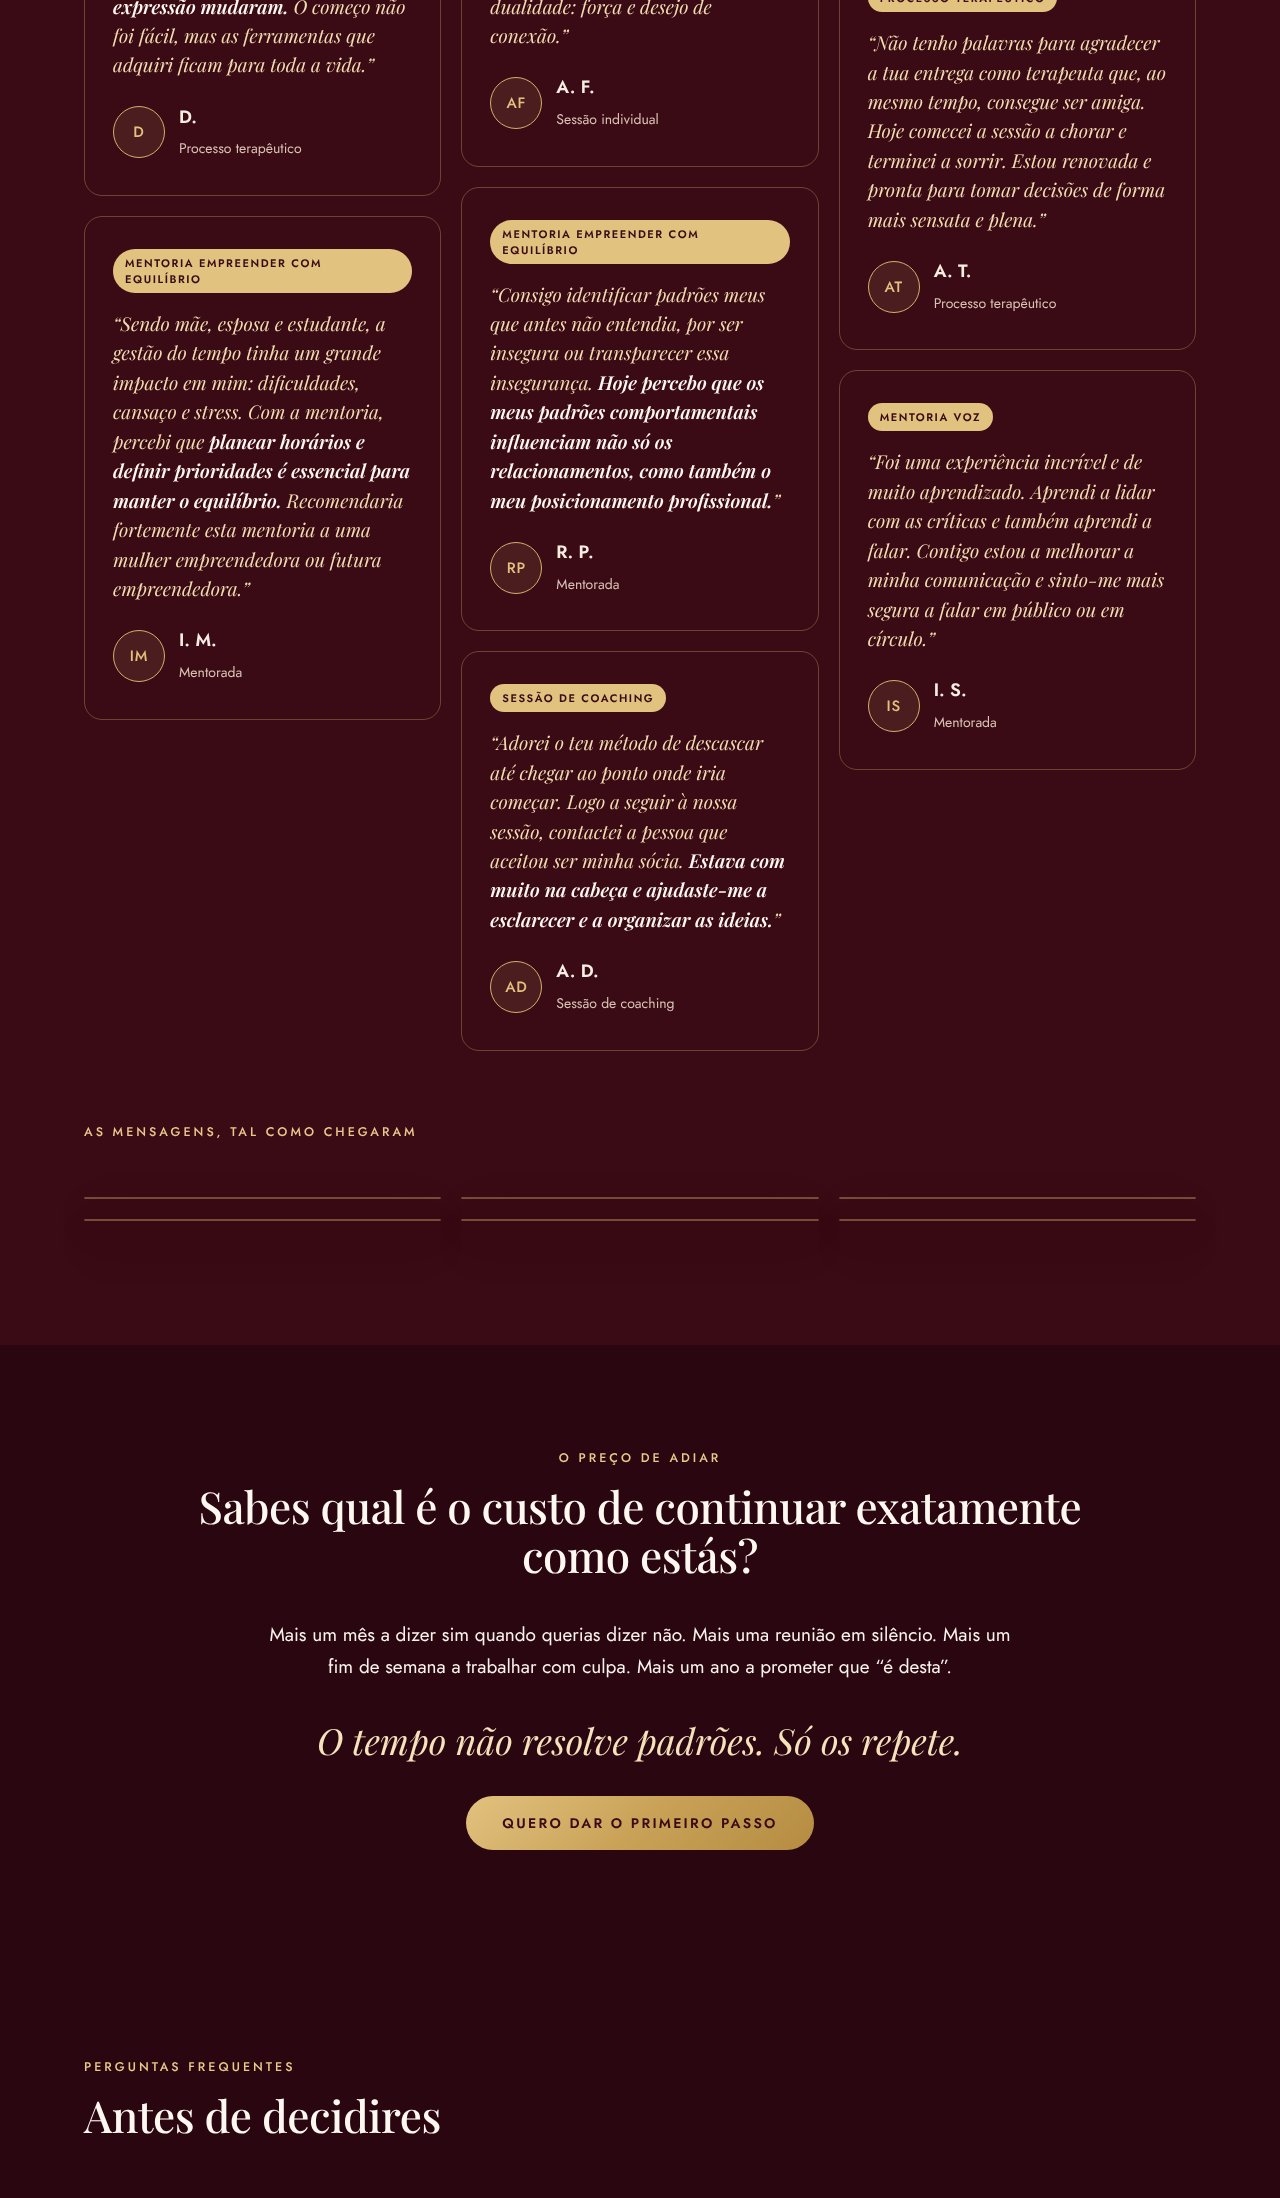 expressão mudaram. O começo não
foi fácil, mas as ferramentas que
adquiri ficam para toda a vida.”
D
D.
Processo terapêutico
MENTORIA EMPREENDER COM
EQUILÍBRIO
“Sendo mãe, esposa e estudante, a
gestão do tempo tinha um grande
impacto em mim: dificuldades,
cansaço e stress. Com a mentoria,
percebi que planear horários e
definir prioridades é essencial para
manter o equilíbrio. Recomendaria
fortemente esta mentoria a uma
mulher empreendedora ou futura
empreendedora.”
IM
I. M.
Mentorada
dualidade: força e desejo de
conexão.”
AF
A. F.
Sessão individual
MENTORIA EMPREENDER COM
EQUILÍBRIO
“Consigo identificar padrões meus
que antes não entendia, por ser
insegura ou transparecer essa
insegurança. Hoje percebo que os
meus padrões comportamentais
influenciam não só os
relacionamentos, como também o
meu posicionamento profissional.”
RP
R. P.
Mentorada
SESSÃO DE COACHING
“Adorei o teu método de descascar
até chegar ao ponto onde iria
começar. Logo a seguir à nossa
sessão, contactei a pessoa que
aceitou ser minha sócia. Estava com
muito na cabeça e ajudaste-me a
esclarecer e a organizar as ideias.”
AD
A. D.
Sessão de coaching
PROCESSO TERAPÊUTICO
“Não tenho palavras para agradecer
a tua entrega como terapeuta que, ao
mesmo tempo, consegue ser amiga.
Hoje comecei a sessão a chorar e
terminei a sorrir. Estou renovada e
pronta para tomar decisões de forma
mais sensata e plena.”
AT
A. T.
Processo terapêutico
MENTORIA VOZ
“Foi uma experiência incrível e de
muito aprendizado. Aprendi a lidar
com as críticas e também aprendi a
falar. Contigo estou a melhorar a
minha comunicação e sinto-me mais
segura a falar em público ou em
círculo.”
IS
I. S.
Mentorada
AS MENSAGENS, TAL COMO CHEGARAM
O PREÇO DE ADIAR
Sabes qual é o custo de continuar exatamente
como estás?
Mais um mês a dizer sim quando querias dizer não. Mais uma reunião em silêncio. Mais um
fim de semana a trabalhar com culpa. Mais um ano a prometer que “é desta”.
O tempo não resolve padrões. Só os repete.
QUERO DAR O PRIMEIRO PASSO
PERGUNTAS FREQUENTES
Antes de decidires